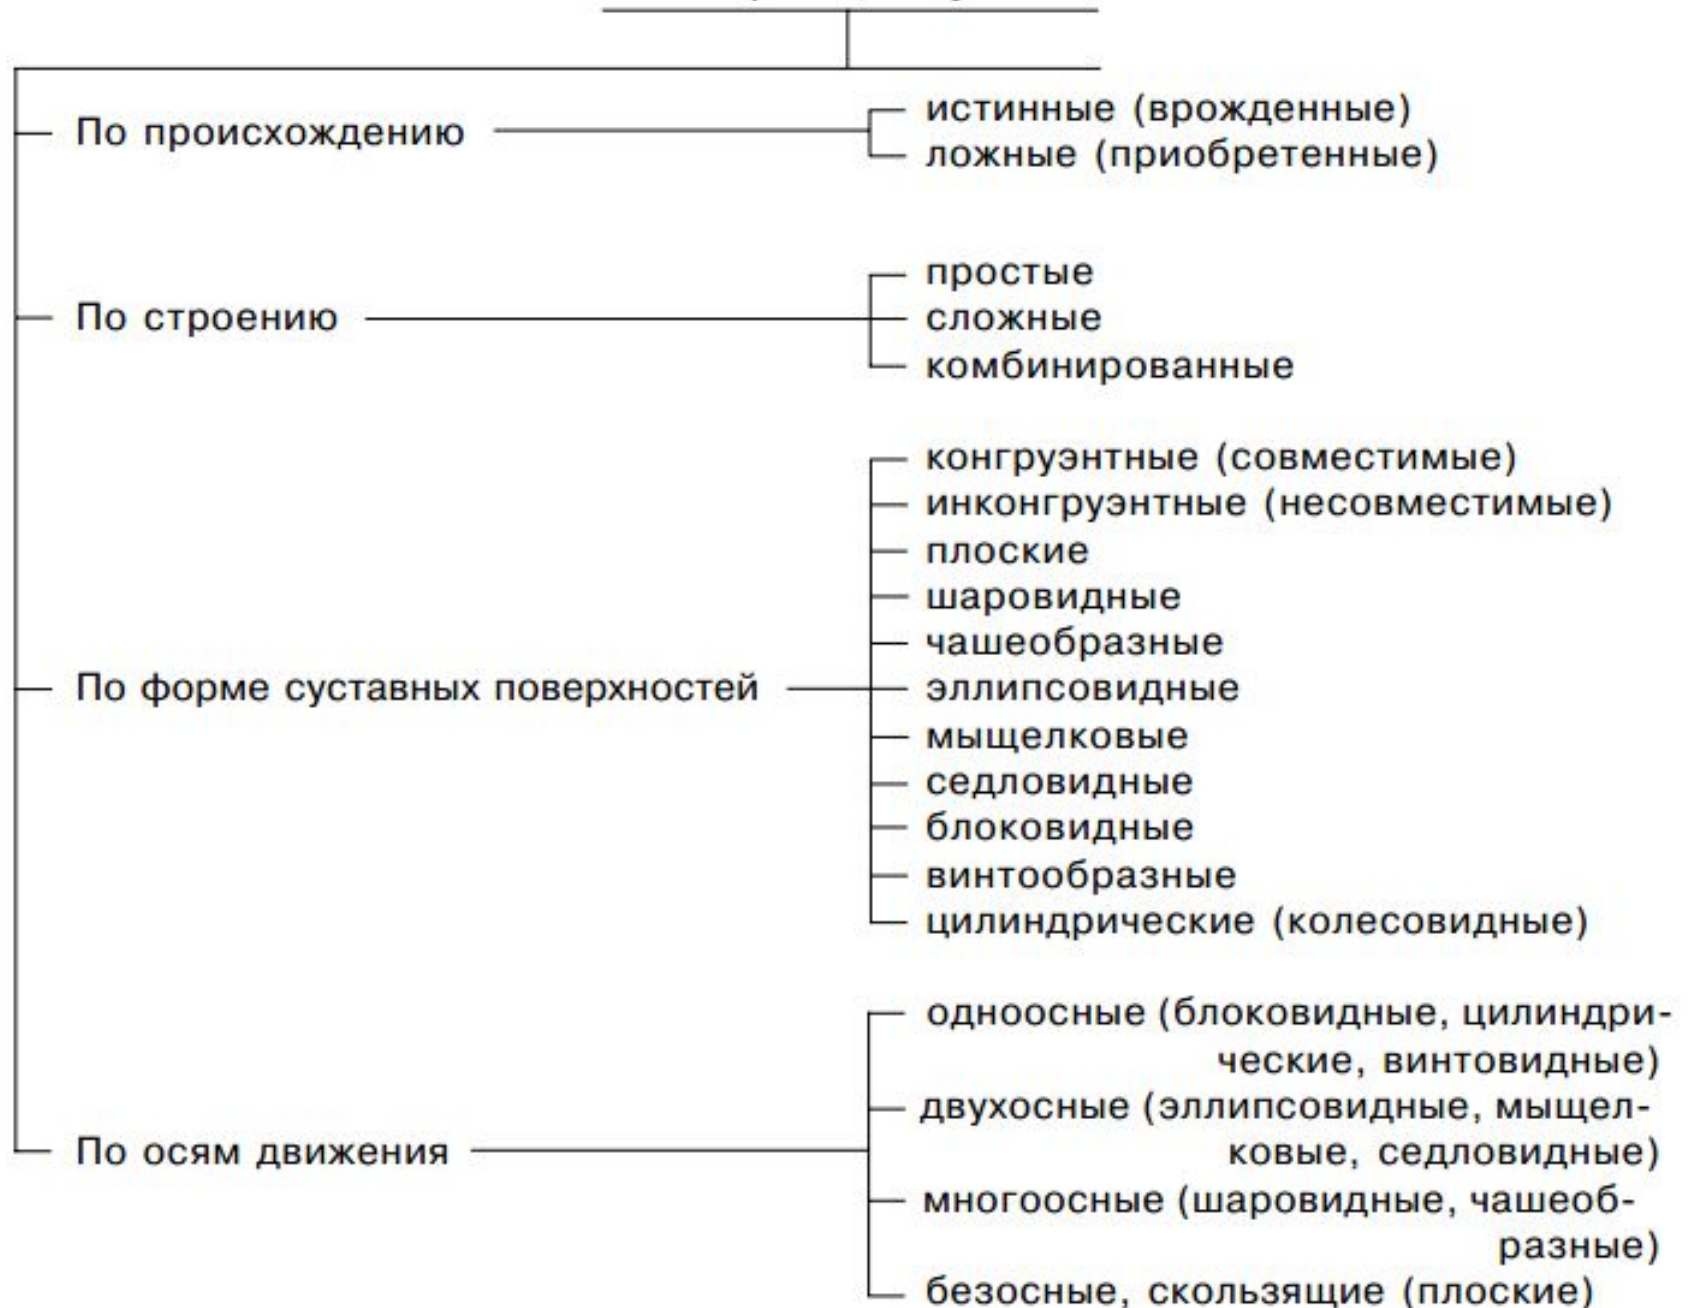 По происхождению
истинные (врожденные)
ложные (приобретенные)
По строению
простые
сложные
комбинированные
По форме суставных поверхностей
конгруэнтные (совместимые)
инконгруэнтные (несовместимые)
плоские
шаровидные
чашеобразные
эллипсовидные
мыщелковые
седловидные
блоковидные
винтообразные
цилиндрические (колесовидные)
По осям движения
одноосные (блоковидные, цилиндри-
ческие, винтовидные)
двухосные (эллипсовидные, мыщел-
ковые, седловидные)
многоосные (шаровидные, чашеоб-
разные)
безосные, скользящие (плоские)